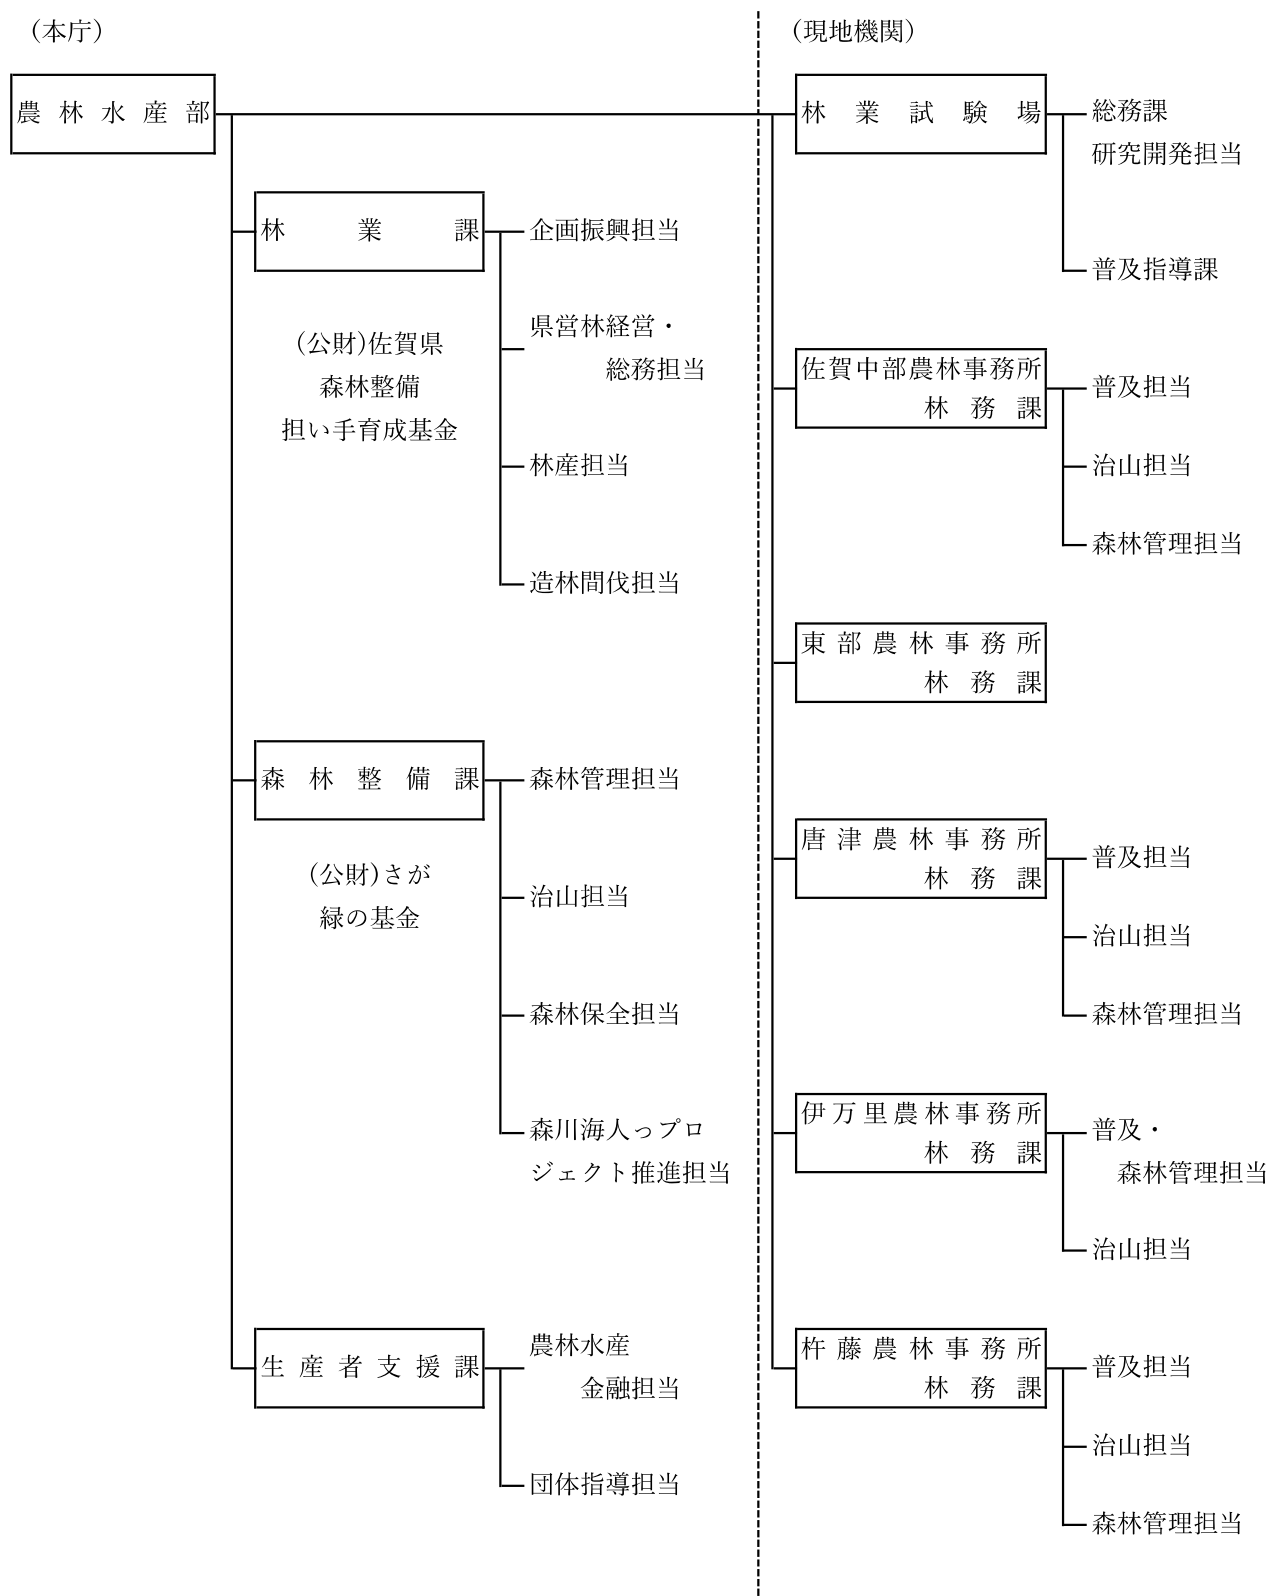 (本庁)
農林水産部
林業課
企画振興担当
(公財)佐賀県
森林整備
担い手育成基金
県営林経営・
総務担当
林産担当
造林間伐担当
森林整備課
森林管理担当
(公財)さが
緑の基金
治山担当
森林保全担当
森川海人っプロ
ジェクト推進担当
生産者支援課
農林水産
金融担当
団体指導担当
(現地機関)
林業試験場
総務課
研究開発担当
普及指導課
佐賀中部農林事務所
林務課
普及担当
治山担当
森林管理担当
東部農林事務所
林務課
唐津農林事務所
林務課
普及担当
治山担当
森林管理担当
伊万里農林事務所
林務課
普及・
森林管理担当
治山担当
杵藤農林事務所
林務課
普及担当
治山担当
森林管理担当